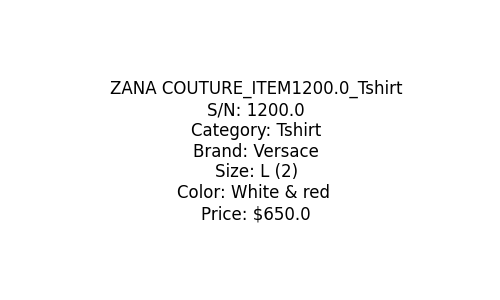 ZANA COUTURE_ITEM1200.0_Tshirt
S/N: 1200.0
Category: Tshirt
Brand: Versace
Size: L (2)
Color: White & red
Price: $650.0